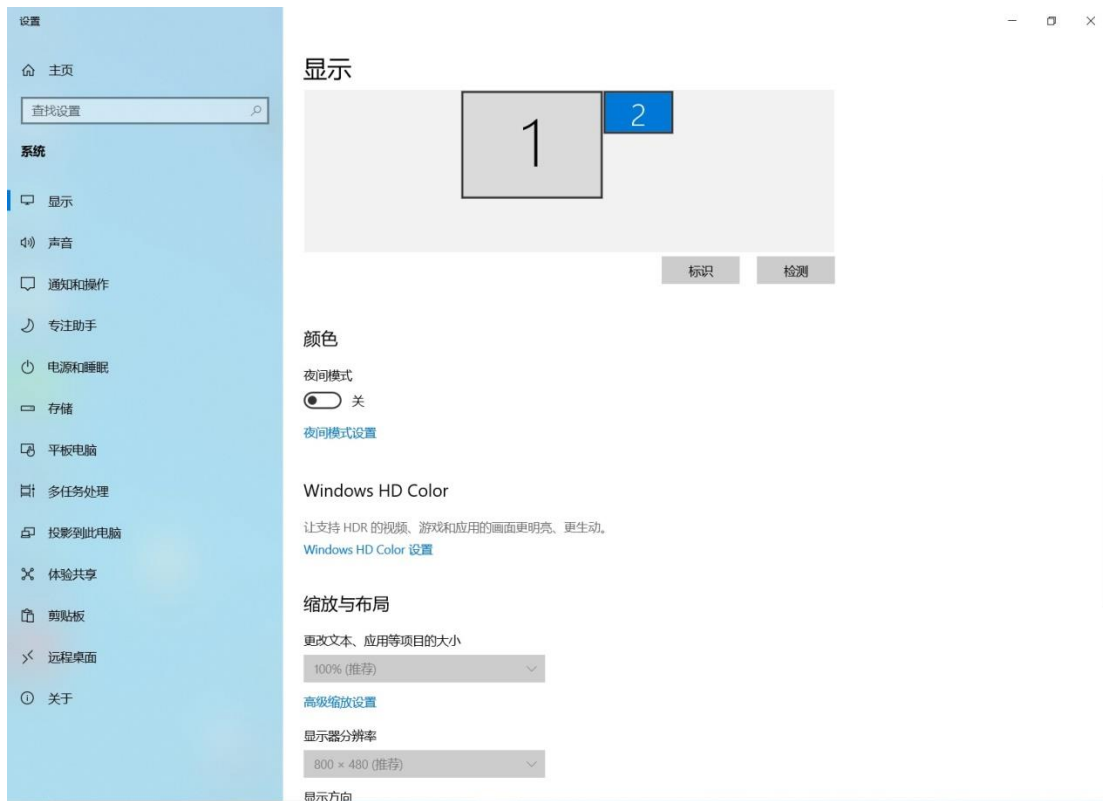 设置
主页
查找设置
系统
显示
声音
通知和操作
专注助手
电源和睡眠
存储
平板电脑
多任务处理
投影到此电脑
体验共享
剪贴板
远程桌面
关于
显示
1
2
标识
检测
颜色
夜间模式
关
夜间模式设置
Windows HD Color
让支持 HDR 的视频、游戏和应用的画面更明亮、更生动。
Windows HD Color 设置
缩放与布局
更改文本、应用等项目的大小
100% (推荐)
高级缩放设置
显示器分辨率
800 × 480 (推荐)
显示方向